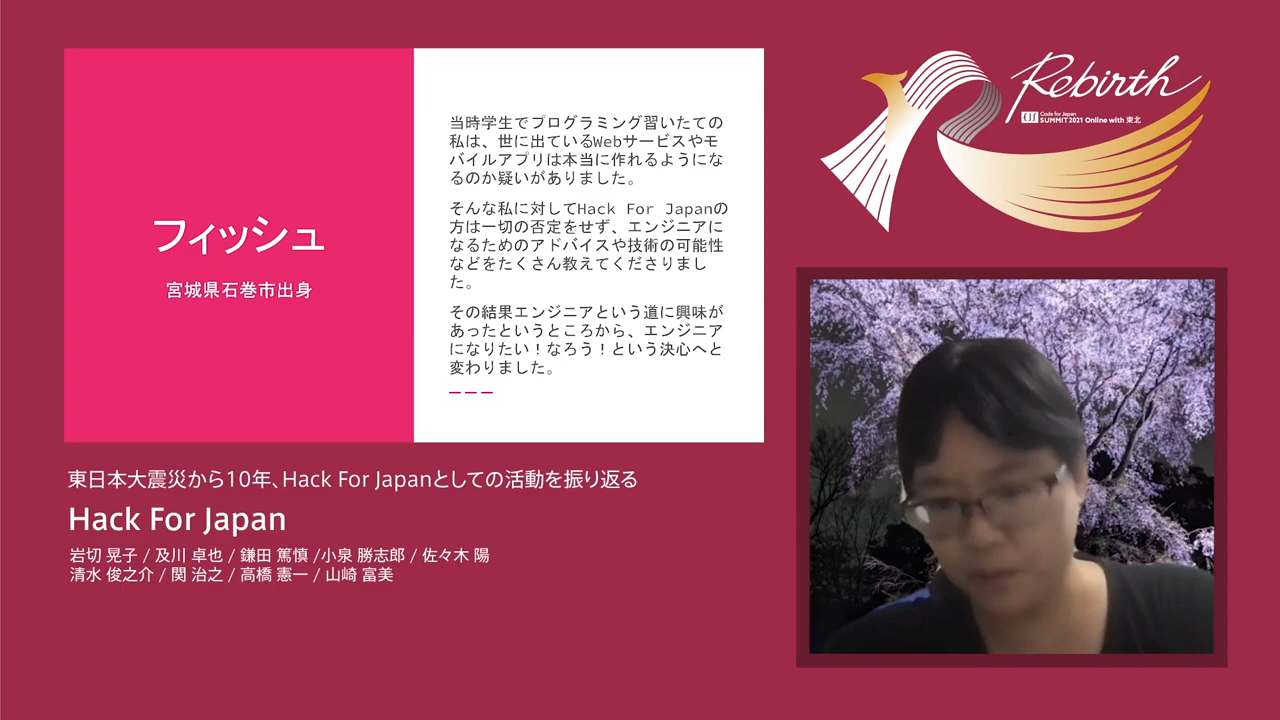 フィッシュ
宮城県石巻市出身
当時学生でプログラミング習いたての
私は、世に出ているWebサービスやモ
バイルアプリは本当に作れるようにな
るのか疑いがありました。
そんな私に対してHack For Japanの
方は一切の否定をせず、エンジニアに
なるためのアドバイスや技術の可能性
などをたくさん教えてくださりまし
た。
その結果エンジニアという道に興味が
あったというところから、エンジニア
になりたい！なろう！という決心へと
変わりました。
Rebirth
Code for Japan
SUMMIT2021 Online with 東北
東日本大震災から10年、Hack For Japanとしての活動を振り返る
Hack For Japan
岩切 晃子 / 及川 卓也 / 鎌田 篤慎 /小泉 勝志郎 / 佐々木 陽
清水 俊之介 / 関 治之 / 高橋 憲一 / 山崎 富美